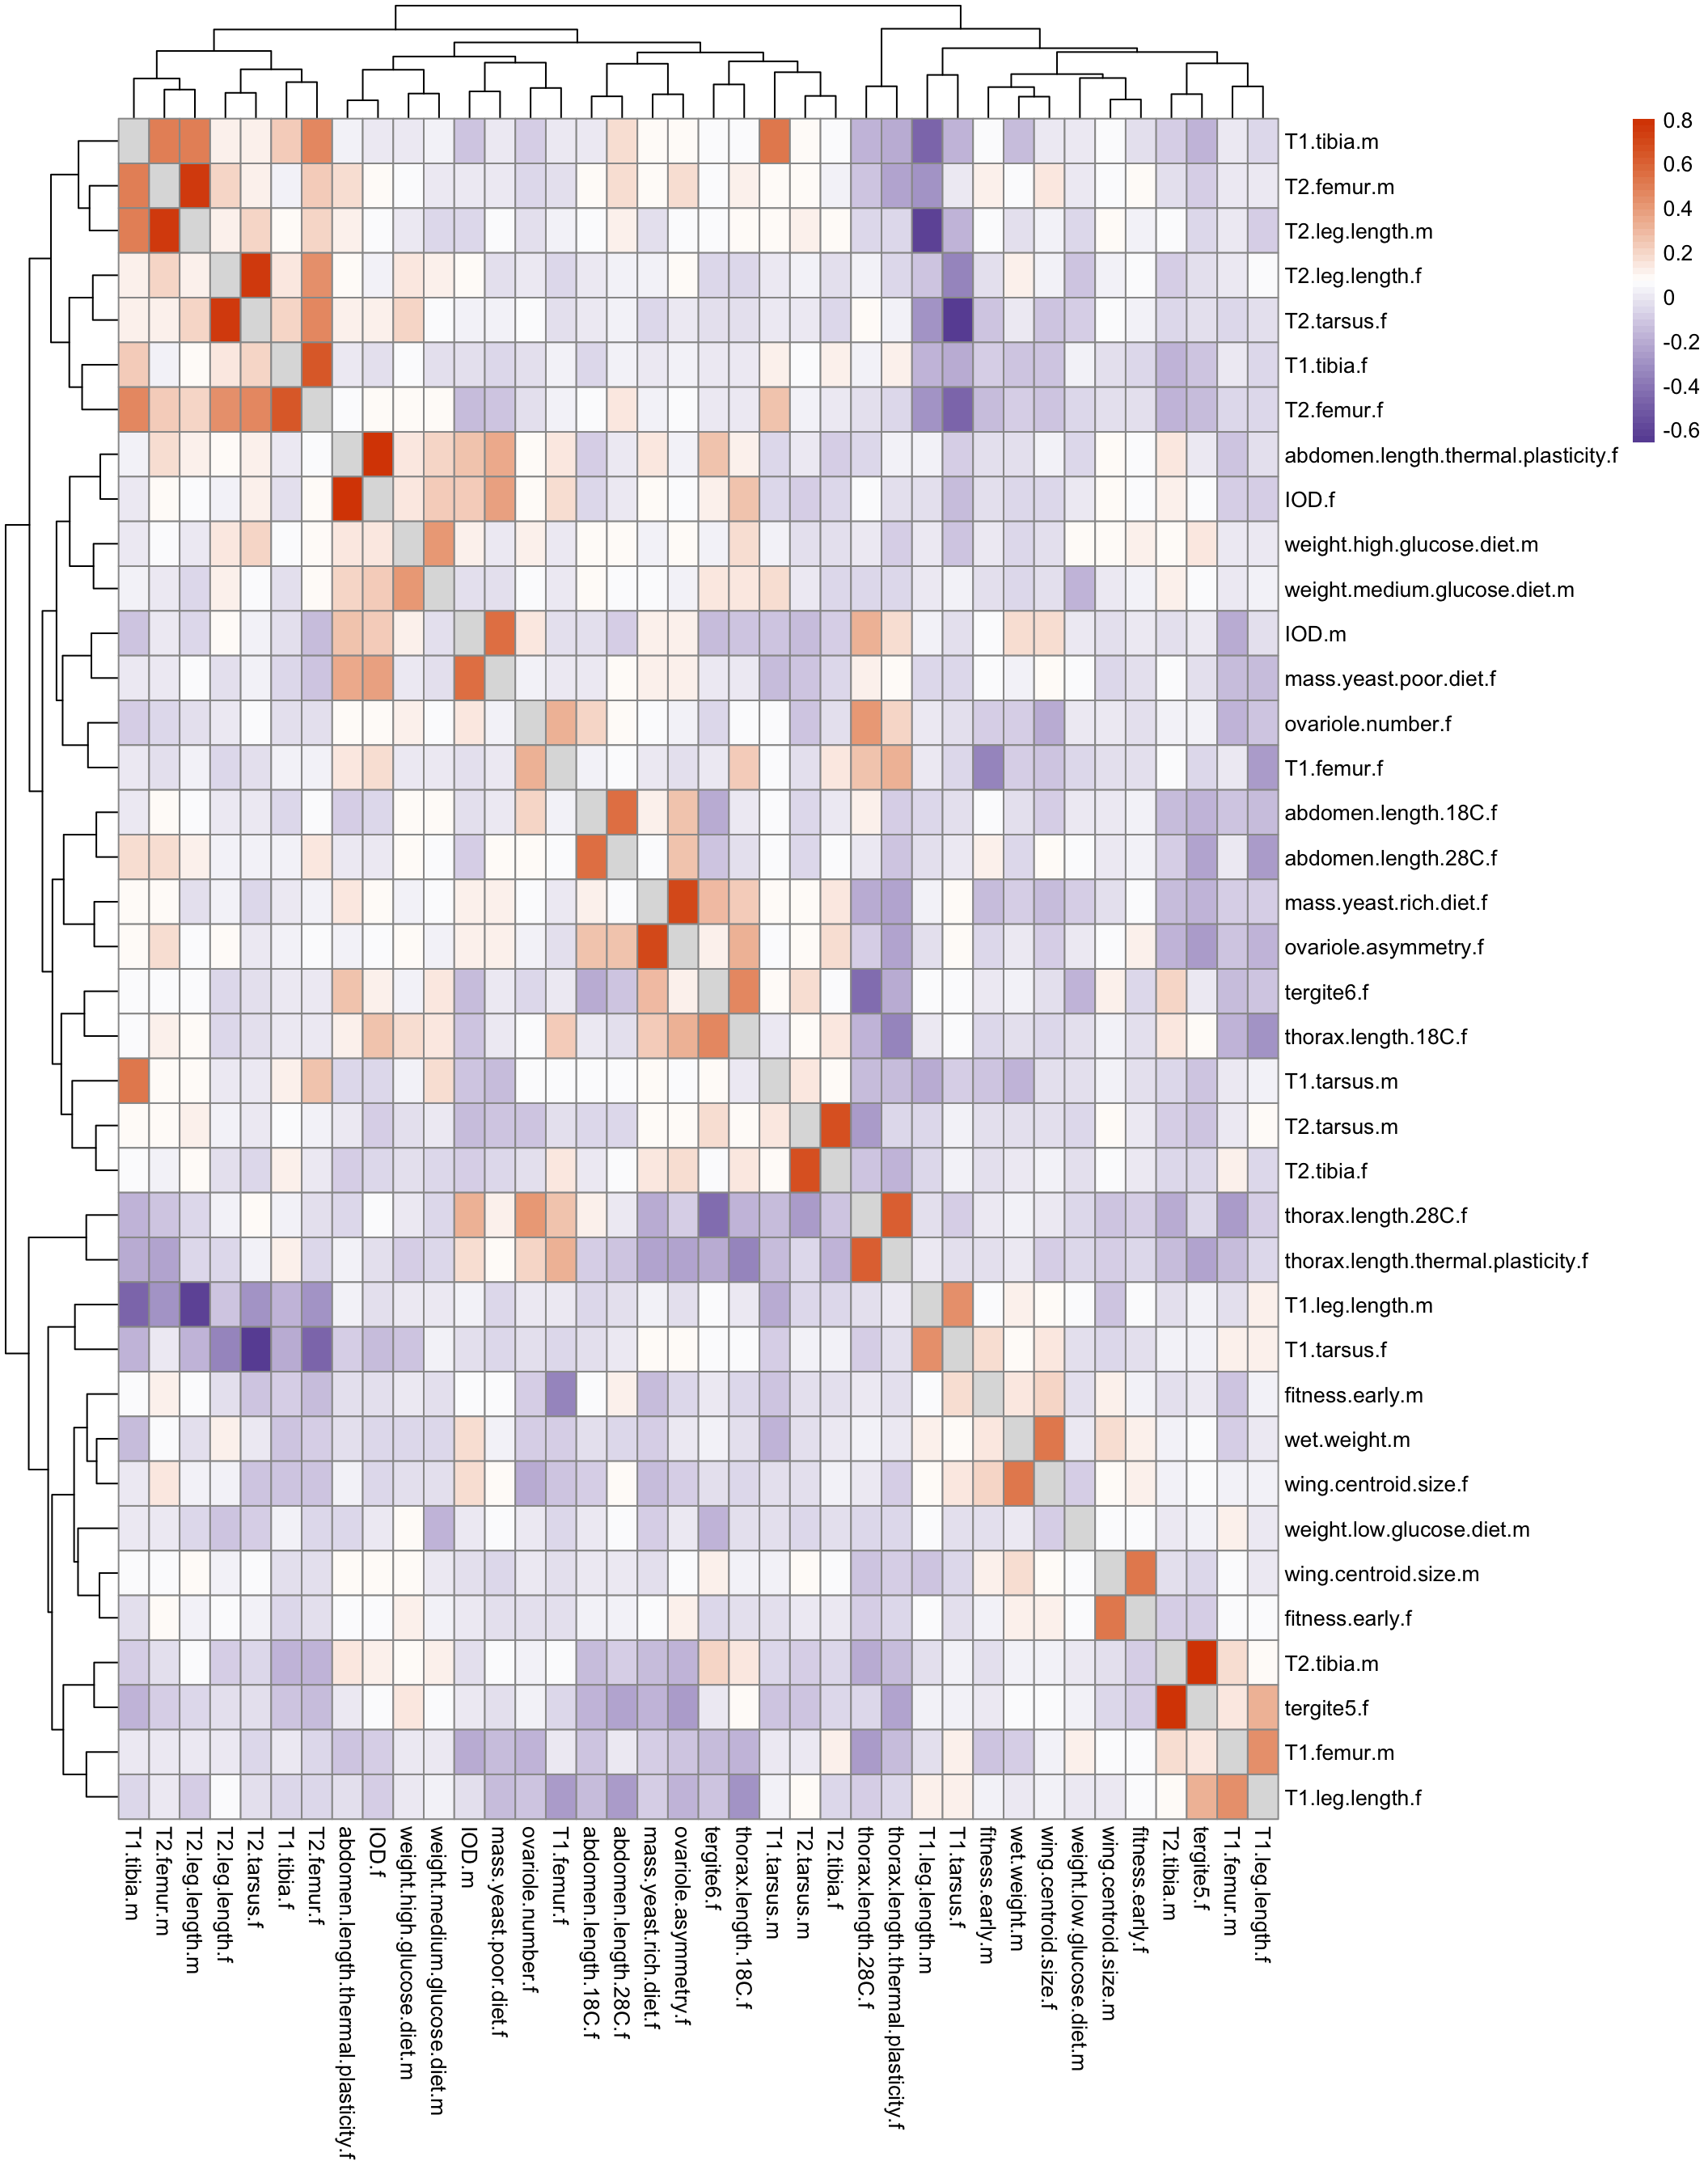 0.8
0.6
0.4
0.2
0
-0.2
-0.4
-0.6
T1.tibia.m
T2.femur.m
T2.leg.length.m
T2.leg.length.f
T2.tarsus.f
T1.tibia.f
T2.femur.f
abdomen.length.thermal.plasticity.f
IOD.f
weight.high.glucose.diet.m
weight.medium.glucose.diet.m
IOD.m
mass.yeast.poor.diet.f
ovariole.number.f
T1.femur.f
abdomen.length.18C.f
abdomen.length.28C.f
mass.yeast.rich.diet.f
ovariole.asymmetry.f
tergite6.f
thorax.length.18C.f
T1.tarsus.m
T2.tarsus.m
T2.tibia.f
thorax.length.28C.f
thorax.length.thermal.plasticity.f
T1.leg.length.m
T1.tarsus.f
fitness.early.m
wet.weight.m
wing.centroid.size.f
weight.low.glucose.diet.m
wing.centroid.size.m
fitness.early.f
T2.tibia.m
tergite5.f
T1.femur.m
T1.leg.length.f
T1.tibia.m
T2.femur.m
T2.leg.length.m
T2.leg.length.f
T2.tarsus.f
T1.tibia.f
T2.femur.f
abdomen.length.thermal.plasticity.f
IOD.f
weight.high.glucose.diet.m
weight.medium.glucose.diet.m
IOD.m
mass.yeast.poor.diet.f
ovariole.number.f
T1.femur.f
abdomen.length.18C.f
abdomen.length.28C.f
mass.yeast.rich.diet.f
ovariole.asymmetry.f
tergite6.f
thorax.length.18C.f
T1.tarsus.m
T2.tarsus.m
T2.tibia.f
thorax.length.28C.f
thorax.length.thermal.plasticity.f
T1.leg.length.m
T1.tarsus.f
fitness.early.m
wet.weight.m
wing.centroid.size.f
weight.low.glucose.diet.m
wing.centroid.size.m
fitness.early.f
T2.tibia.m
tergite5.f
T1.femur.m
T1.leg.length.f